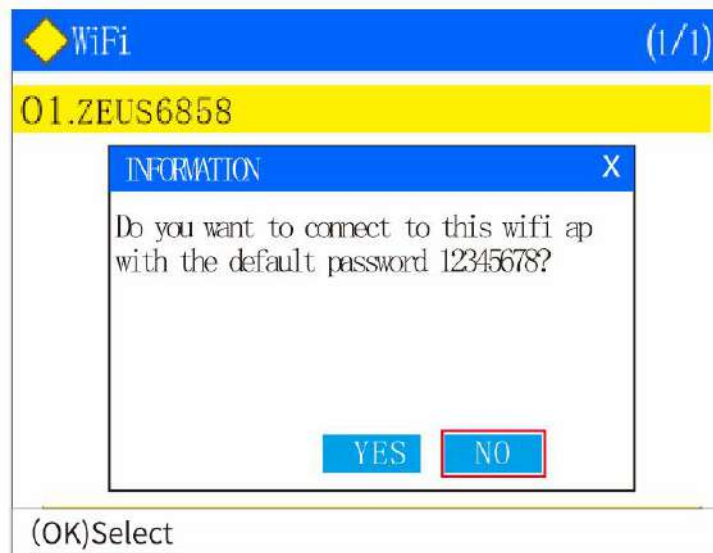 WiFi (1/1)
01.ZEUS6858
INFORMATION X
Do you want to connect to this wifi ap
with the default password 12345678?
YES NO
(OK)Select